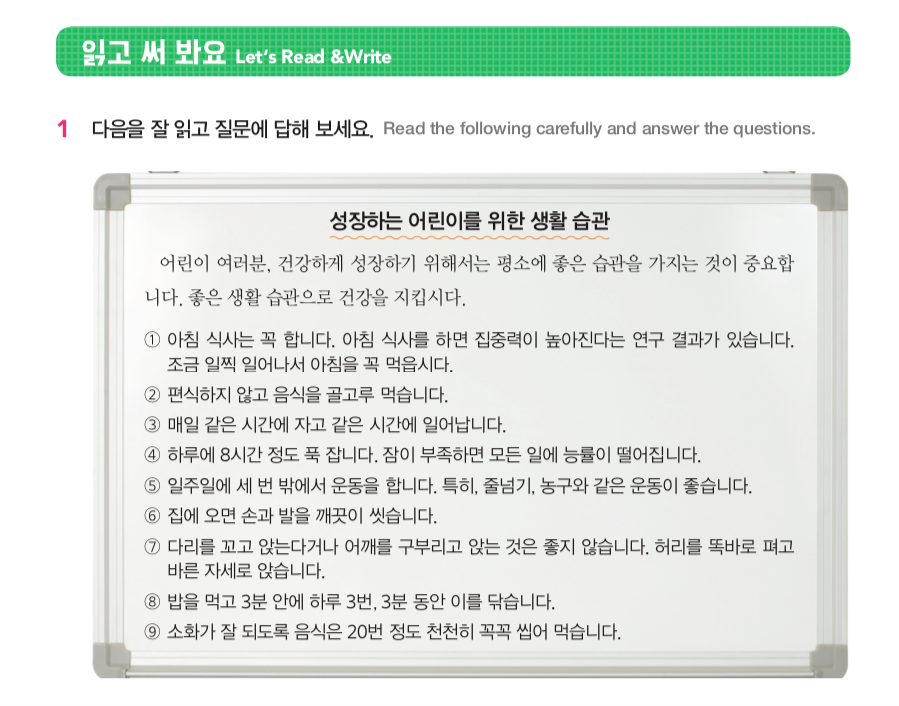 읽고 써 봐요 Let's Read &Write
1 다음을 잘 읽고 질문에 답해 보세요. Read the following carefully and answer the questions.
성장하는 어린이를 위한 생활 습관
어린이 여러분, 건강하게 성장하기 위해서는 평소에 좋은 습관을 가지는 것이 중요합
니다. 좋은 생활 습관으로 건강을 지킵시다.
① 아침 식사는 꼭 합니다. 아침 식사를 하면 집중력이 높아진다는 연구 결과가 있습니다.
조금 일찍 일어나서 아침을 꼭 먹읍시다.
② 편식하지 않고 음식을 골고루 먹습니다.
③ 매일 같은 시간에 자고 같은 시간에 일어납니다.
④ 하루에 8시간 정도 푹 잡니다. 잠이 부족하면 모든 일에 능률이 떨어집니다.
⑤ 일주일에 세 번 밖에서 운동을 합니다. 특히, 줄넘기, 농구와 같은 운동이 좋습니다.
⑥ 집에 오면 손과 발을 깨끗이 씻습니다.
⑦ 다리를 꼬고 앉는다거나 어깨를 구부리고 앉는 것은 좋지 않습니다. 허리를 똑바로 펴고
바른 자세로 앉습니다.
⑧ 밥을 먹고 3분 안에 하루 3번, 3분 동안 이를 닦습니다.
⑨ 소화가 잘 되도록 음식은 20번 정도 천천히 꼭꼭 씹어 먹습니다.